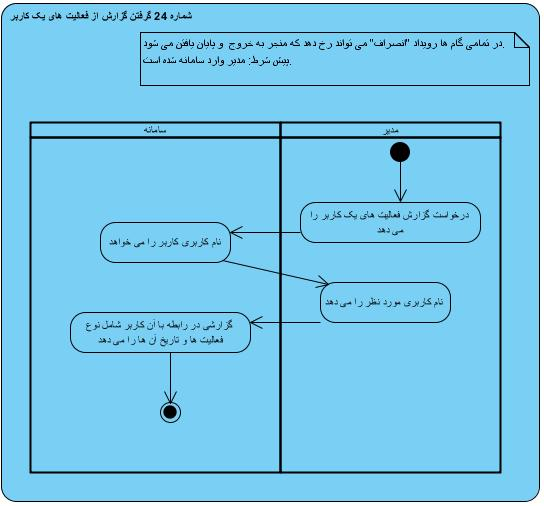 شماره 24 گرفتن گزارش از فعالیت های یک کاربر
در تمامی گام ها رویداد "انصراف" می تواند رخ دهد که منجر به خروج و پایان یافتن می شود.
پیش شرط: مدیر وارد سامانه شده است.
مدیر
سامانه
درخواست گزارش فعالیت های یک کاربر را
می دهد
نام کاربری کاربر را می خواهد
نام کاربری مورد نظر را می دهد
گزارشی در رابطه با آن کاربر شامل نوع
فعالیت ها و تاریخ آن ها را می دهد